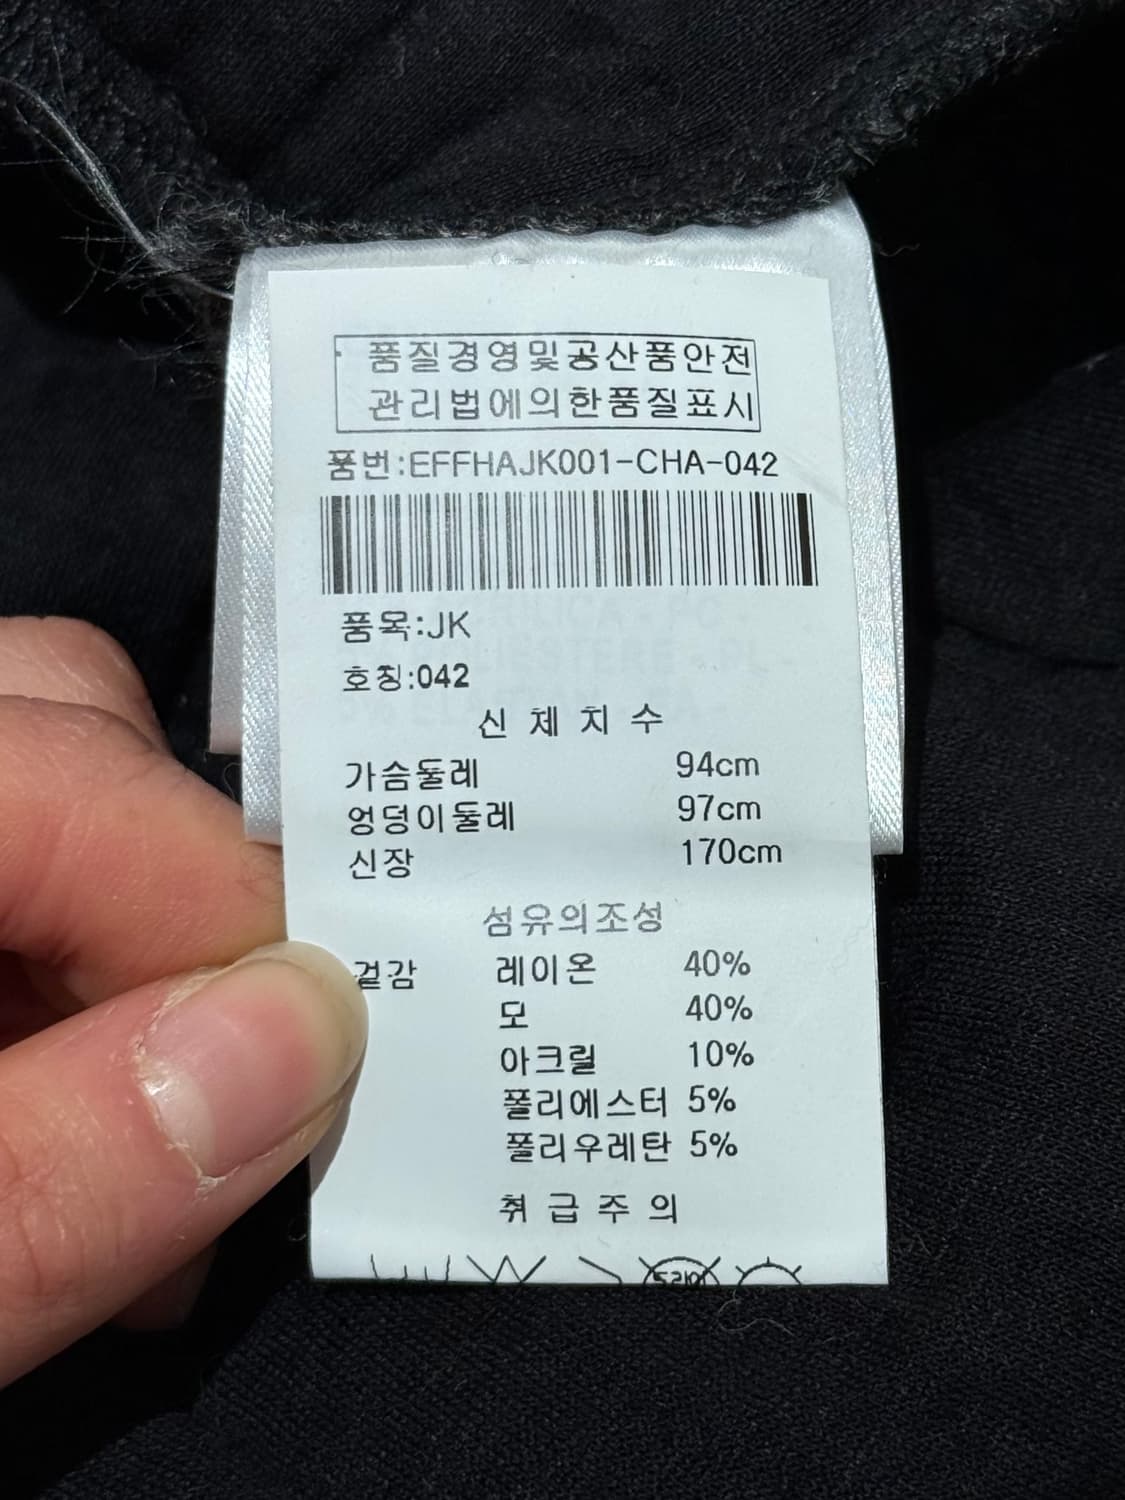 품질경영및공산품안전
관리법에의한품질표시
품번:EFFHAJK001-CHA-042
품목:JK
호칭:042
신체치수
가슴둘레 94cm
엉덩이둘레 97cm
신장 170cm
섬유의조성
겉감 레이온 40%
모 40%
아크릴 10%
폴리에스터 5%
폴리우레탄 5%
취급주의